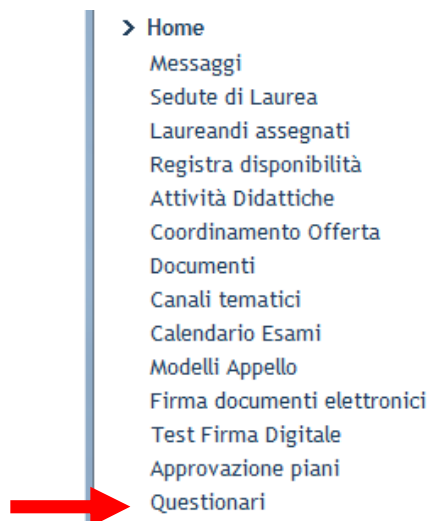 Home
Messaggi
Sedute di Laurea
Laureandi assegnati
Registra disponibilità
Attività Didattiche
Coordinamento Offerta
Documenti
Canali tematici
Calendario Esami
Modelli Appello
Firma documenti elettronici
Test Firma Digitale
Approvazione piani
Questionari